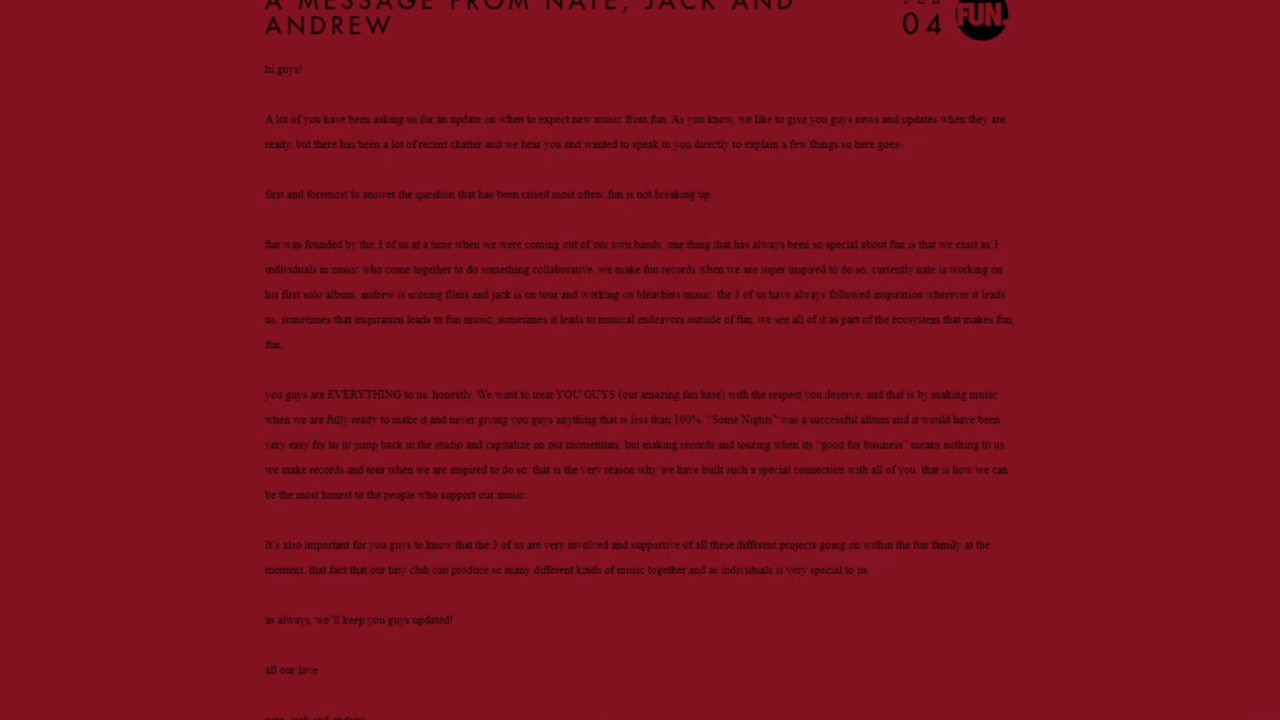 A MESSAGE FROM NATE, JACK AND
ANDREW
FEB
04
FUN.
hi guys!
A lot of you have been asking us for an update on when to expect new music from fun. As you know, we like to give you guys news and updates when they are
ready, but there has been a lot of recent chatter and we hear you and wanted to speak to you directly to explain a few things.so here goes-
first and foremost to answer the question that has been raised most often: fun is not breaking up.
fun was founded by the 3 of us at a time when we were coming out of our own bands. one thing that has always been so special about fun is that we exist as 3
individuals in music who come together to do something collaborative. we make fun records when we are super inspired to do so. currently nate is working on
his first solo album, andrew is scoring films and jack is on tour and working on bleachers music. the 3 of us have always followed inspiration wherever it leads
us. sometimes that inspiration leads to fun music, sometimes it leads to musical endeavors outside of fun. we see all of it as part of the ecosystem that makes fun,
fun.
you guys are EVERYTHING to us. honestly. We want to treat YOU GUYS (out amazing fan base) with the respect you deserve, and that is by making music
when we are fully ready to make it and never giving you guys anything that is less than 100%. “Some Nights” was a successful album and it would have been
very easy for us to jump back in the studio and capitalize on our momentum. but making records and touring when its “good for business” means nothing to us.
we make records and tour when we are inspired to do so. that is the very reason why we have built such a special connection with all of you. that is how we can
be the most honest to the people who support our music.
It’s also important for you guys to know that the 3 of us are very involved and supportive of all these different projects going on within the fun family at the
moment. that fact that our tiny club can produce so many different kinds of music together and as individuals is very special to us.
as always, we’ll keep you guys updated!
all our love
nate, jack and andrew